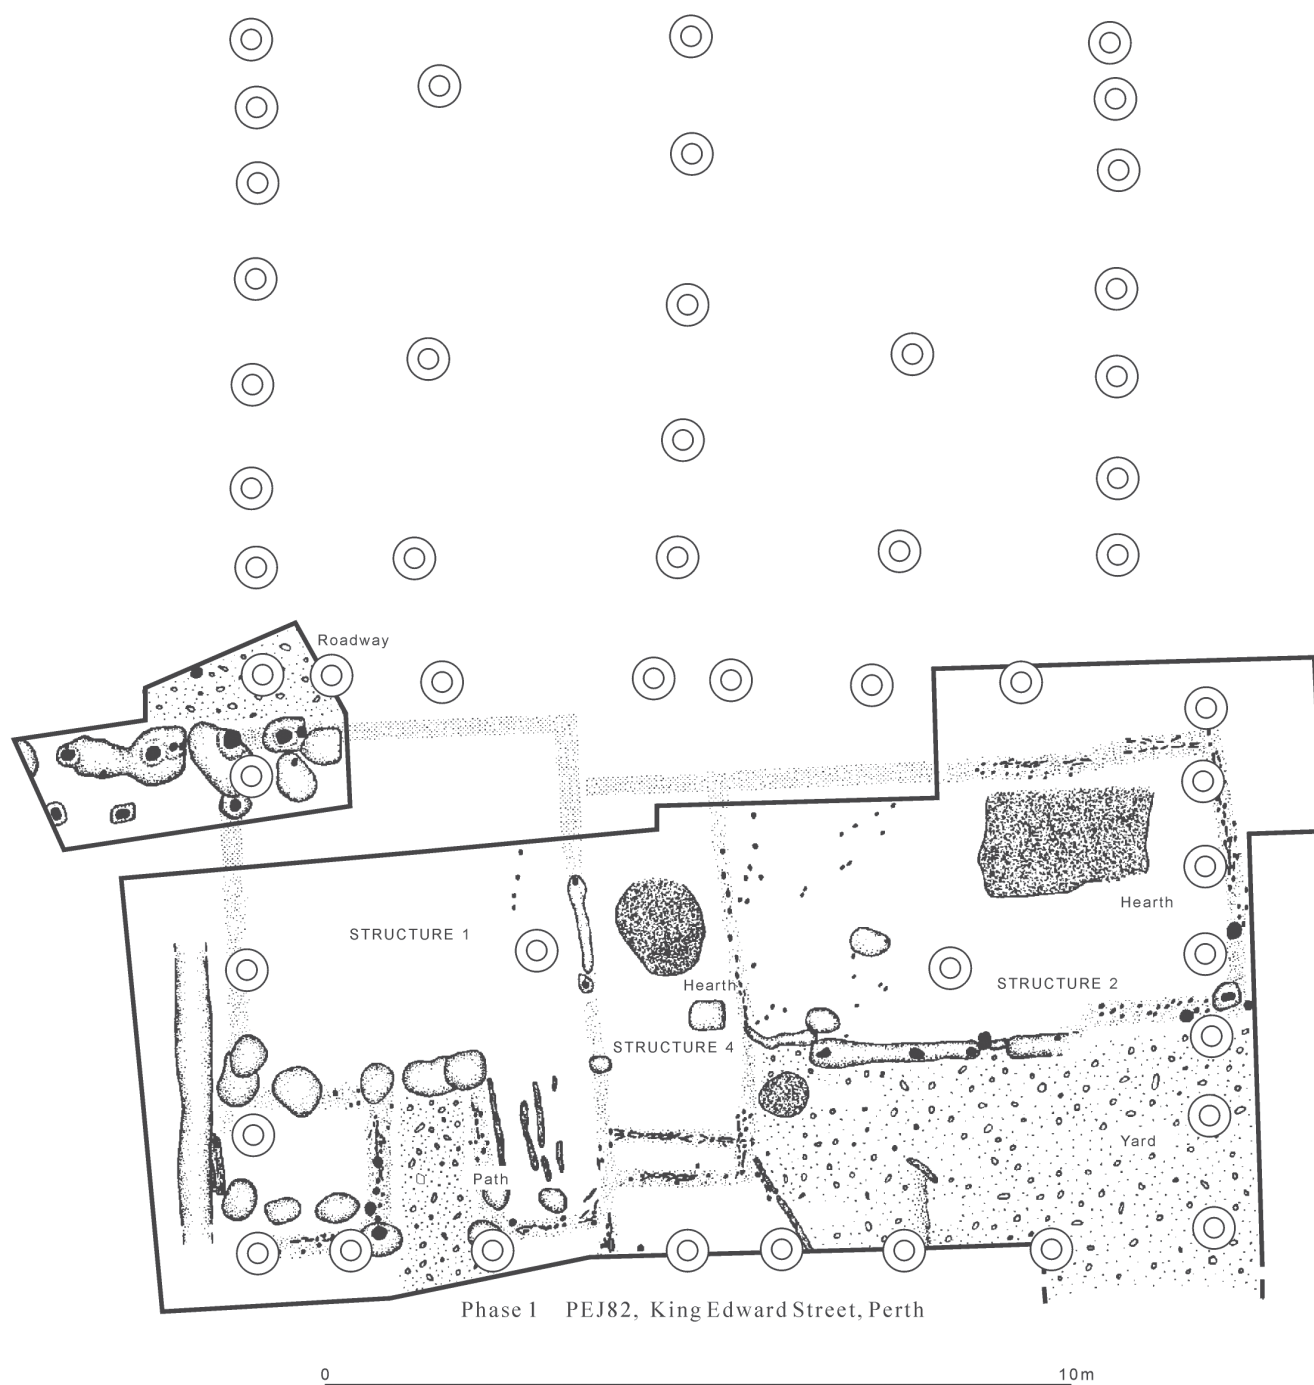 Roadway
Hearth
STRUCTURE 1
STRUCTURE 2
Hearth
STRUCTURE 4
Yard
Path
Phase 1 PEJ82, King Edward Street, Perth
0 10m